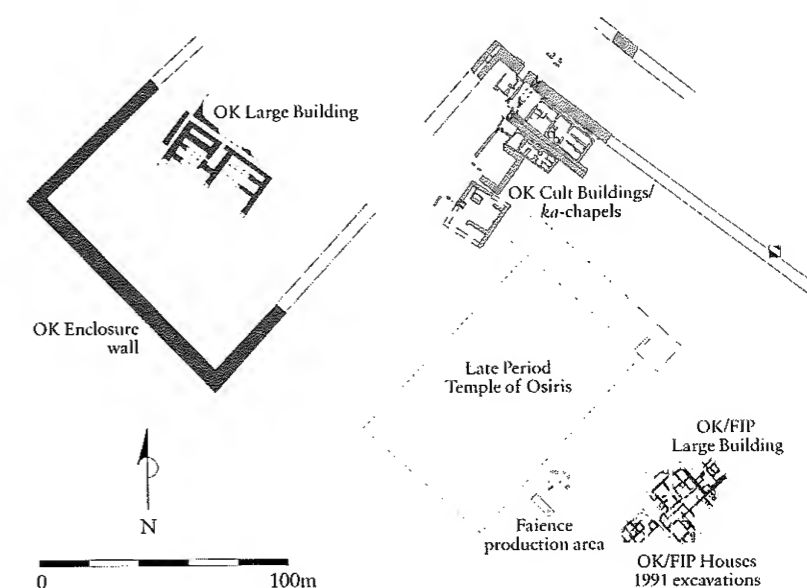 OK Large Building
OK Cult Buildings/
ka-chapels
OK Enclosure
wall
Late Period
Temple of Osiris
OK/FIP
Large Building
N
Faience
production area
OK/FIP Houses
1991 excavations
0
100m